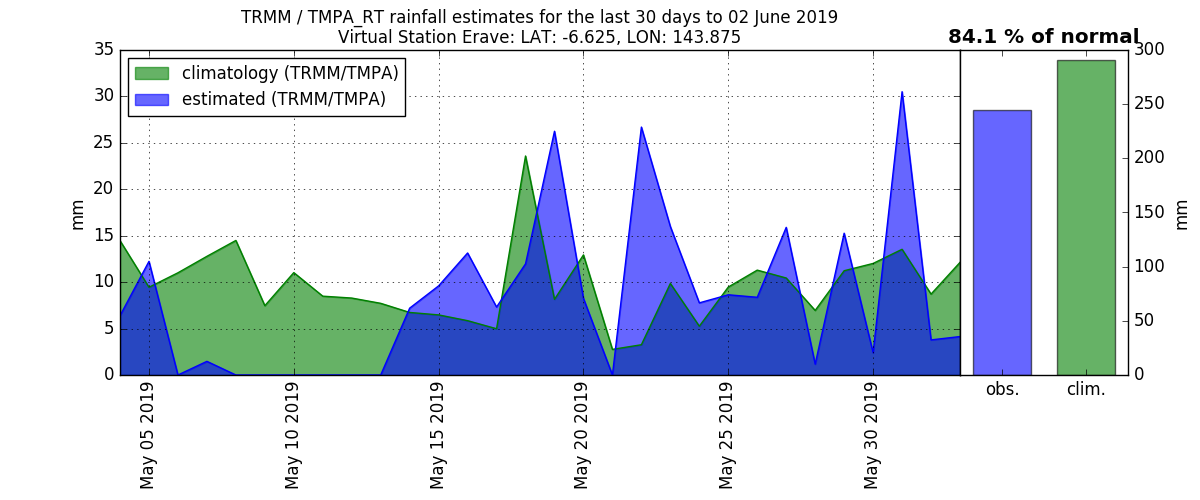 TRMM / TMPA_RT rainfall estimates for the last 30 days to 02 June 2019
Virtual Station Erave: LAT: -6.625, LON: 143.875
84.1 % of normal
climatology (TRMM/TMPA)
estimated (TRMM/TMPA)
35
30
25
20
15
10
5
0
mm
May 05 2019
May 10 2019
May 15 2019
May 20 2019
May 25 2019
May 30 2019
obs.
clim.
300
250
200
150
100
50
0
mm